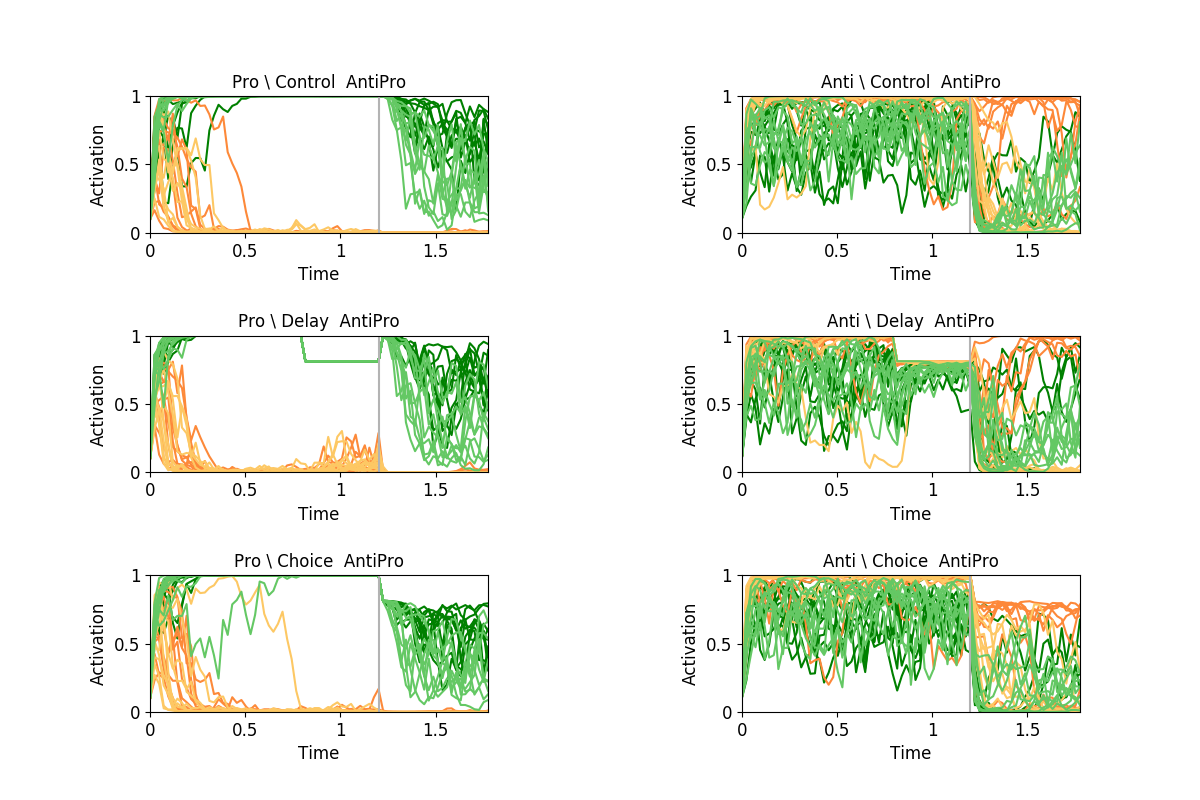 Pro \ Control  AntiPro
Activation
1
0.5
0
0
0.5
1
1.5
Time
Anti \ Control  AntiPro
Activation
1
0.5
0
0
0.5
1
1.5
Time
Pro \ Delay  AntiPro
Activation
1
0.5
0
0
0.5
1
1.5
Time
Anti \ Delay  AntiPro
Activation
1
0.5
0
0
0.5
1
1.5
Time
Pro \ Choice  AntiPro
Activation
1
0.5
0
0
0.5
1
1.5
Time
Anti \ Choice  AntiPro
Activation
1
0.5
0
0
0.5
1
1.5
Time